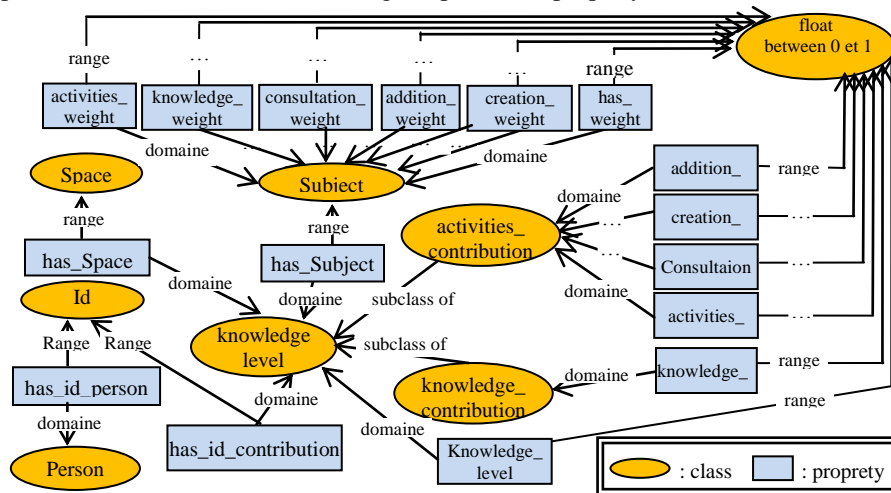 float
between 0 et 1
range
…
…
…
…
range
activities_
weight
knowledge_
weight
consultation_
weight
addition_
weight
creation_
weight
has_
weight
domaine
domaine
Space
Subject
range
range
has_Space
has_Subject
domaine
domaine
Id
activities_
contribution
domaine
…
…
domaine
addition_
creation_
Consultaion
activities_
range
…
…
…
subclass of
subclass of
knowledge
level
Range
Range
has_id_person
domaine
Person
domaine
has_id_contribution
domaine
knowledge_
contribution
domaine
knowledge_
range
range
Knowledge_
level
: class
: proprety